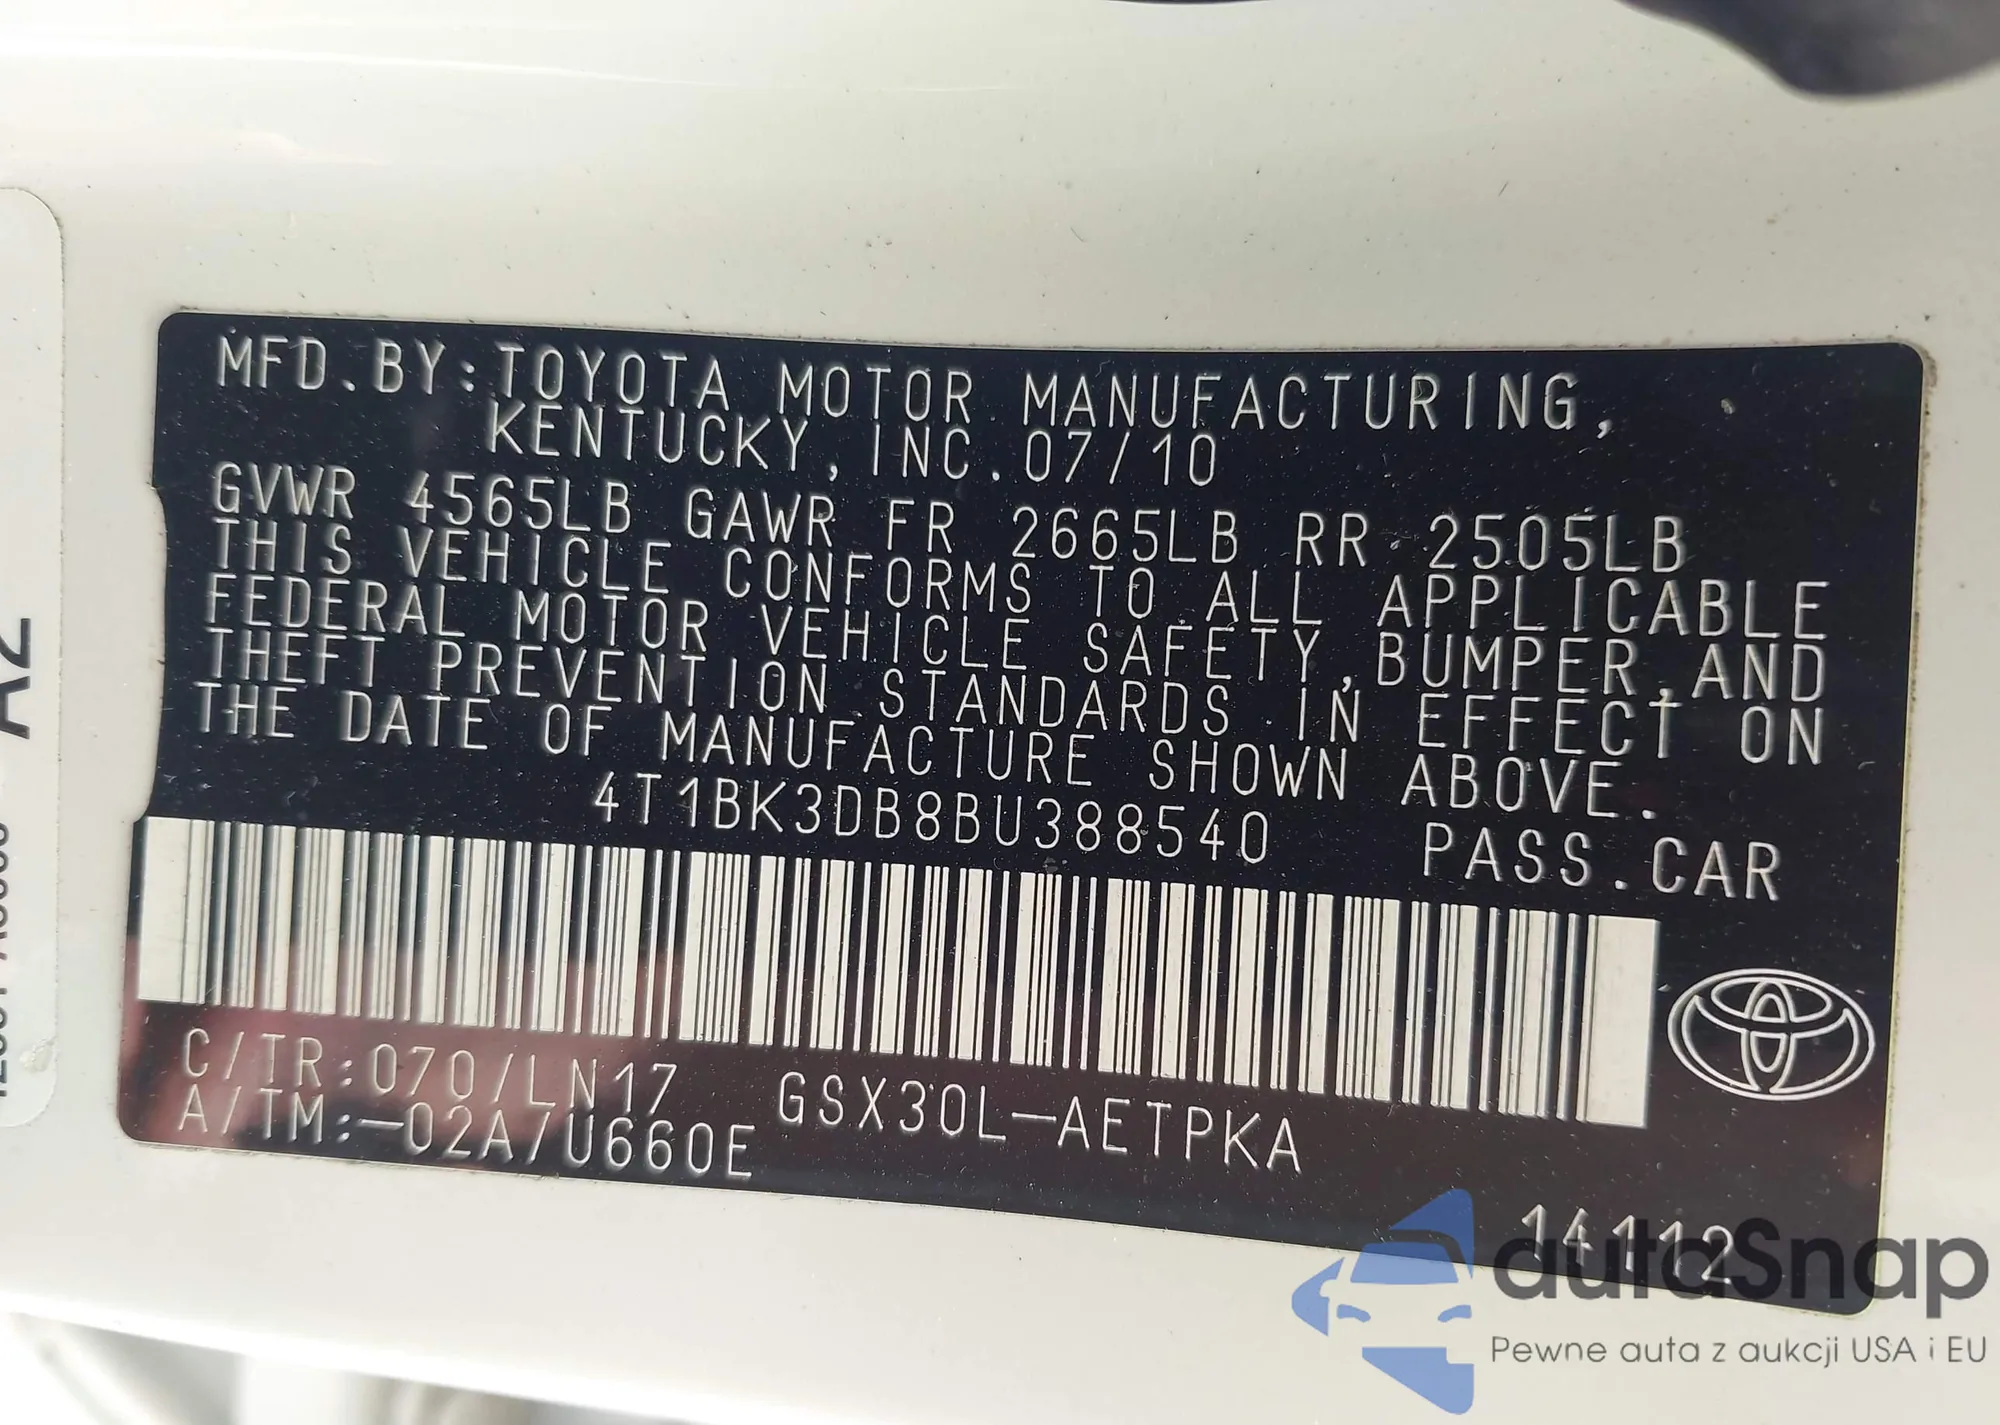 MFD.BY:TOYOTA MOTOR MANUFACTURING,
KENTUCKY, INC.07/10
GVWR 4565LB GAWR FR 2665LB RR 2505LB
THIS VEHICLE CONFORMS TO ALL APPLICABLE
FEDERAL MOTOR VEHICLE SAFETY,BUMPER,AND
THEFT PREVENTION STANDARDS IN EFFECT ON
THE DATE OF MANUFACTURE SHOWN ABOVE.
4T1BK3DB8BU388540 PASS.CAR
C/TR:070/LN17 GSX30L-AETPKA
A/TM:-02A/U660E
14112
A2
autaSnap
Pewne auta z aukcji USA i EU